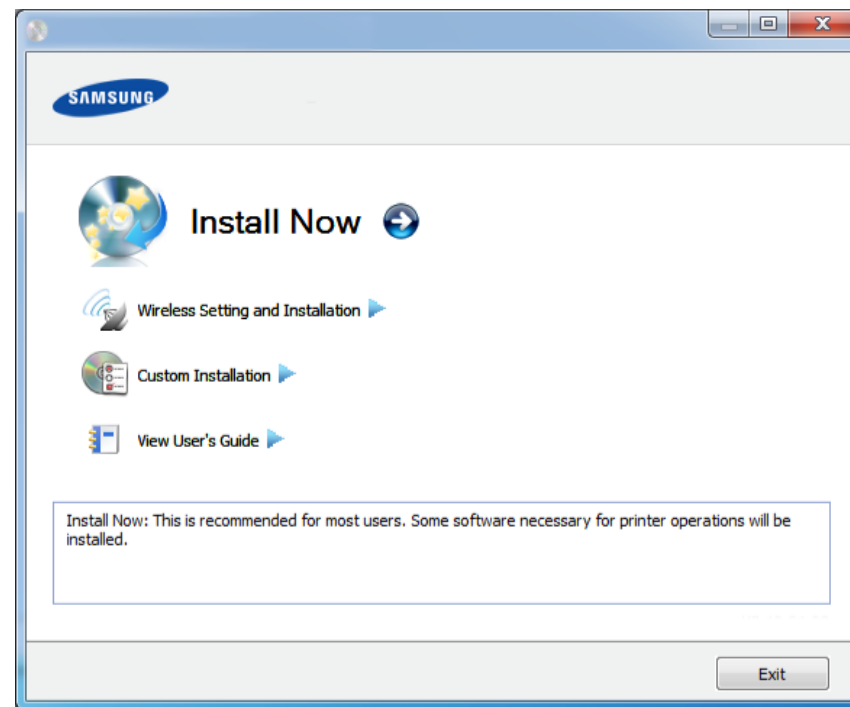 SAMSUNG
Install Now
Wireless Setting and Installation
Custom Installation
View User's Guide
Install Now: This is recommended for most users. Some software necessary for printer operations will be
installed.
Exit